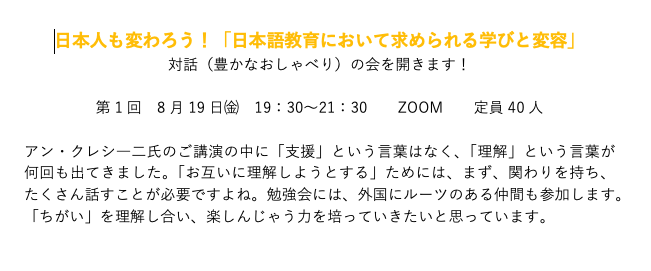 日本人も変わろう！「日本語教育において求められる学びと変容」
対話（豊かなおしゃべり）の会を開きます！
第１回　８月 19 日㈮　19：30～21：30　　ZOOM　　定員 40 人
アン・クレシ―二氏のご講演の中に「支援」という言葉はなく、「理解」という言葉が
何回も出てきました。「お互いに理解しようとする」ためには、まず、関わりを持ち、
たくさん話すことが必要ですよね。勉強会には、外国にルーツのある仲間も参加します。
「ちがい」を理解し合い、楽しんじゃう力を培っていきたいと思っています。